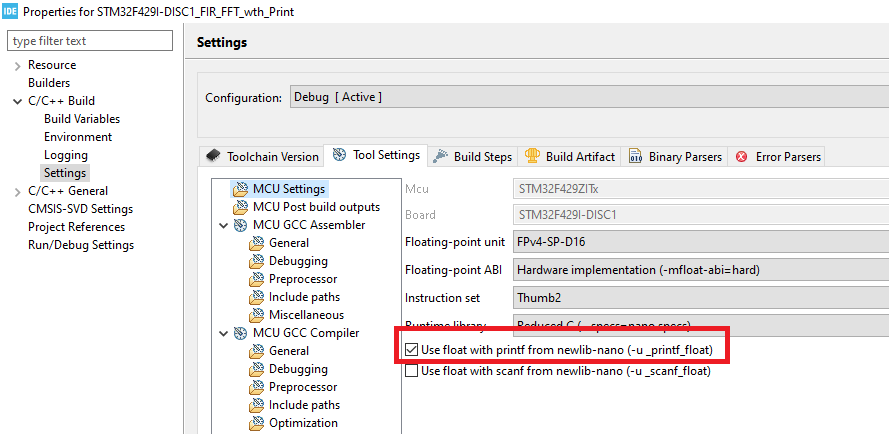 IDE Properties for STM32F429I-DISC1_FIR_FFT_wth_Print
type filter text
Resource
Builders
C/C++ Build
Build Variables
Environment
Logging
Settings
C/C++ General
CMSIS-SVD Settings
Project References
Run/Debug Settings
Settings
Configuration: Debug [ Active ]
Toolchain Version Tool Settings Build Steps Build Artifact Binary Parsers Error Parsers
MCU Settings
MCU Post build outputs
MCU GCC Assembler
General
Debugging
Preprocessor
Include paths
Miscellaneous
MCU GCC Compiler
General
Debugging
Preprocessor
Include paths
Optimization
Mcu STM32F429ZITx
Board STM32F429I-DISC1
Floating-point unit FPv4-SP-D16
Floating-point ABI Hardware implementation (-mfloat-abi=hard)
Instruction set Thumb2
Runtime library Reduced C (--specs=nano.specs)
Use float with printf from newlib-nano (-u _printf_float)
Use float with scanf from newlib-nano (-u _scanf_float)